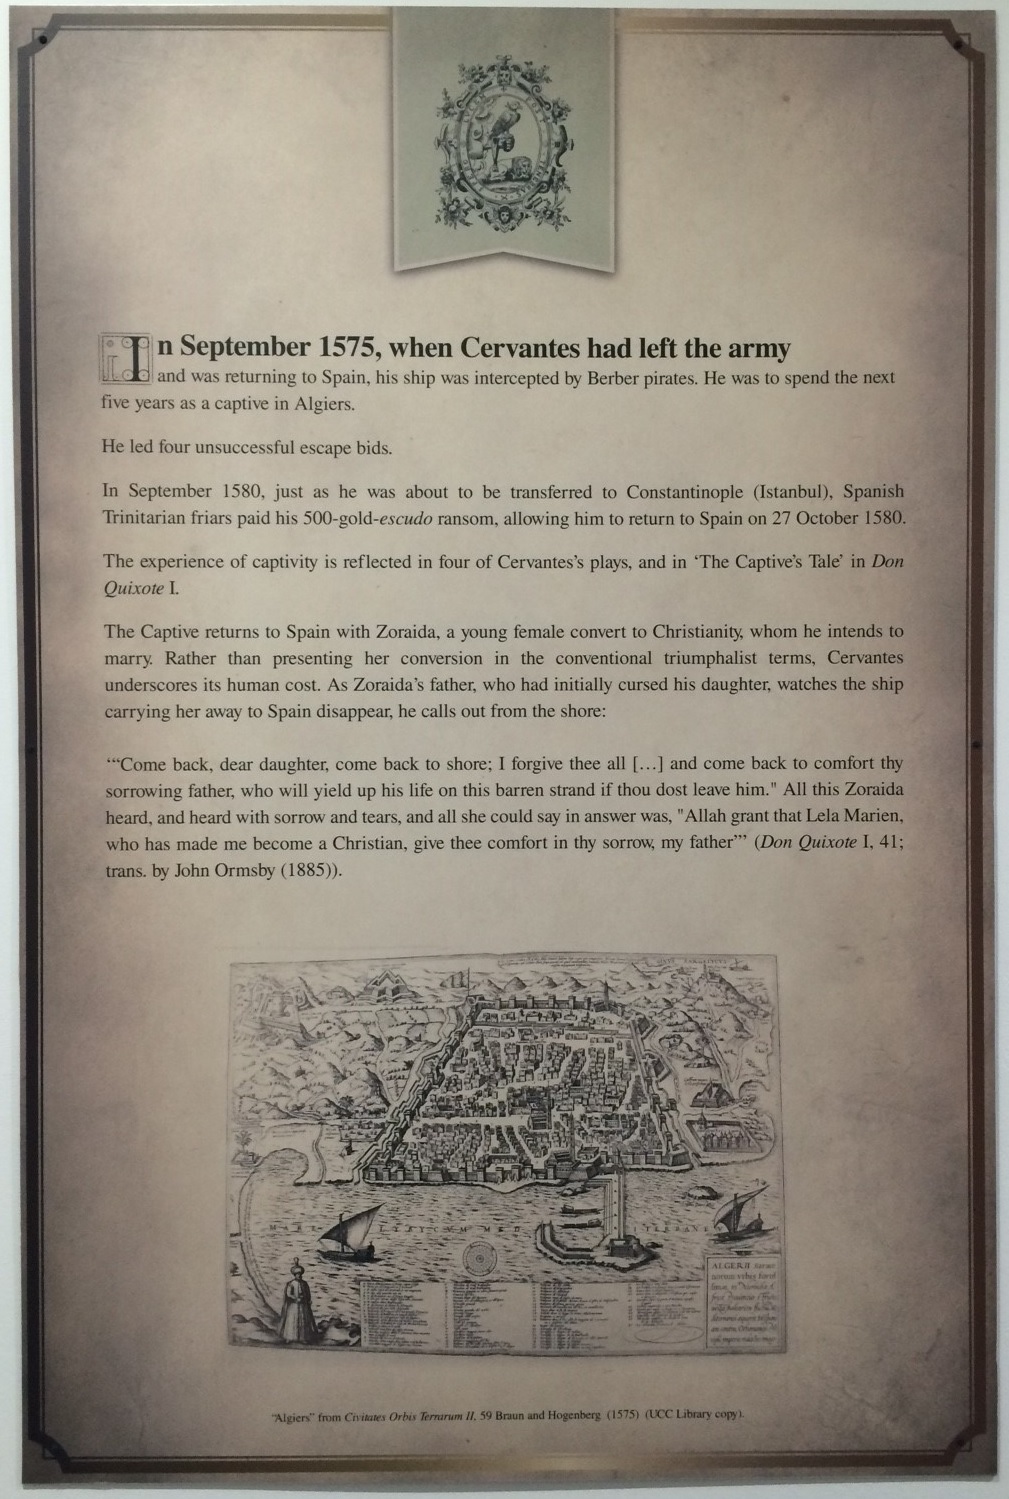 In September 1575, when Cervantes had left the army
and was returning to Spain, his ship was intercepted by Berber pirates. He was to spend the next
five years as a captive in Algiers.
He led four unsuccessful escape bids.
In September 1580, just as he was about to be transferred to Constantinople (Istanbul), Spanish
Trinitarian friars paid his 500-gold-escudo ransom, allowing him to return to Spain on 27 October 1580.
The experience of captivity is reflected in four of Cervantes's plays, and in ‘The Captive's Tale’ in Don
Quixote I.
The Captive returns to Spain with Zoraida, a young female convert to Christianity, whom he intends to
marry. Rather than presenting her conversion in the conventional triumphalist terms, Cervantes
underscores its human cost. As Zoraida's father, who had initially cursed his daughter, watches the ship
carrying her away to Spain disappear, he calls out from the shore:
‘“Come back, dear daughter, come back to shore; I forgive thee all [...] and come back to comfort thy
sorrowing father, who will yield up his life on this barren strand if thou dost leave him." All this Zoraida
heard, and heard with sorrow and tears, and all she could say in answer was, "Allah grant that Lela Marien,
who has made me become a Christian, give thee comfort in thy sorrow, my father”’ (Don Quixote I, 41;
trans. by John Ormsby (1885)).
ALGERII
"Algiers" from Civitates Orbis Terrarum II, 59 Braun and Hogenberg (1575) (UCC Library copy).